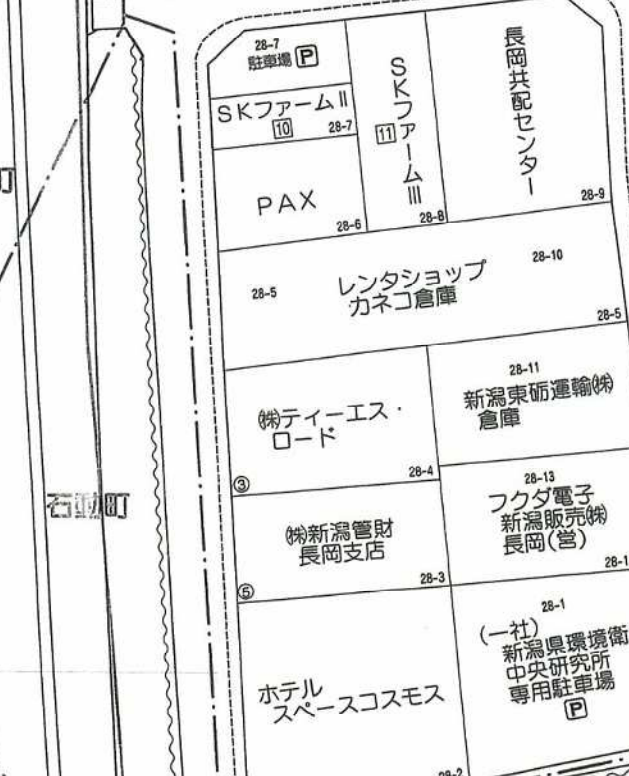 28-7
駐車場 P
SKファームⅡ
10 28-7
PAX
28-6
SKファームⅢ
11
28-8
長岡共配センター
28-9
28-5
レンタショップ
カネコ倉庫
28-10
28-5
㈱ティーエス・
ロード
③
28-4
28-11
新潟東砺運輸㈱
倉庫
㈱新潟管財
長岡支店
⑤
28-3
28-13
フクダ電子
新潟販売㈱
長岡(営)
28-1
ホテル
スペースコスモス
28-2
28-1
(一社)
新潟県環境衛
中央研究所
専用駐車場
P
石動町
町